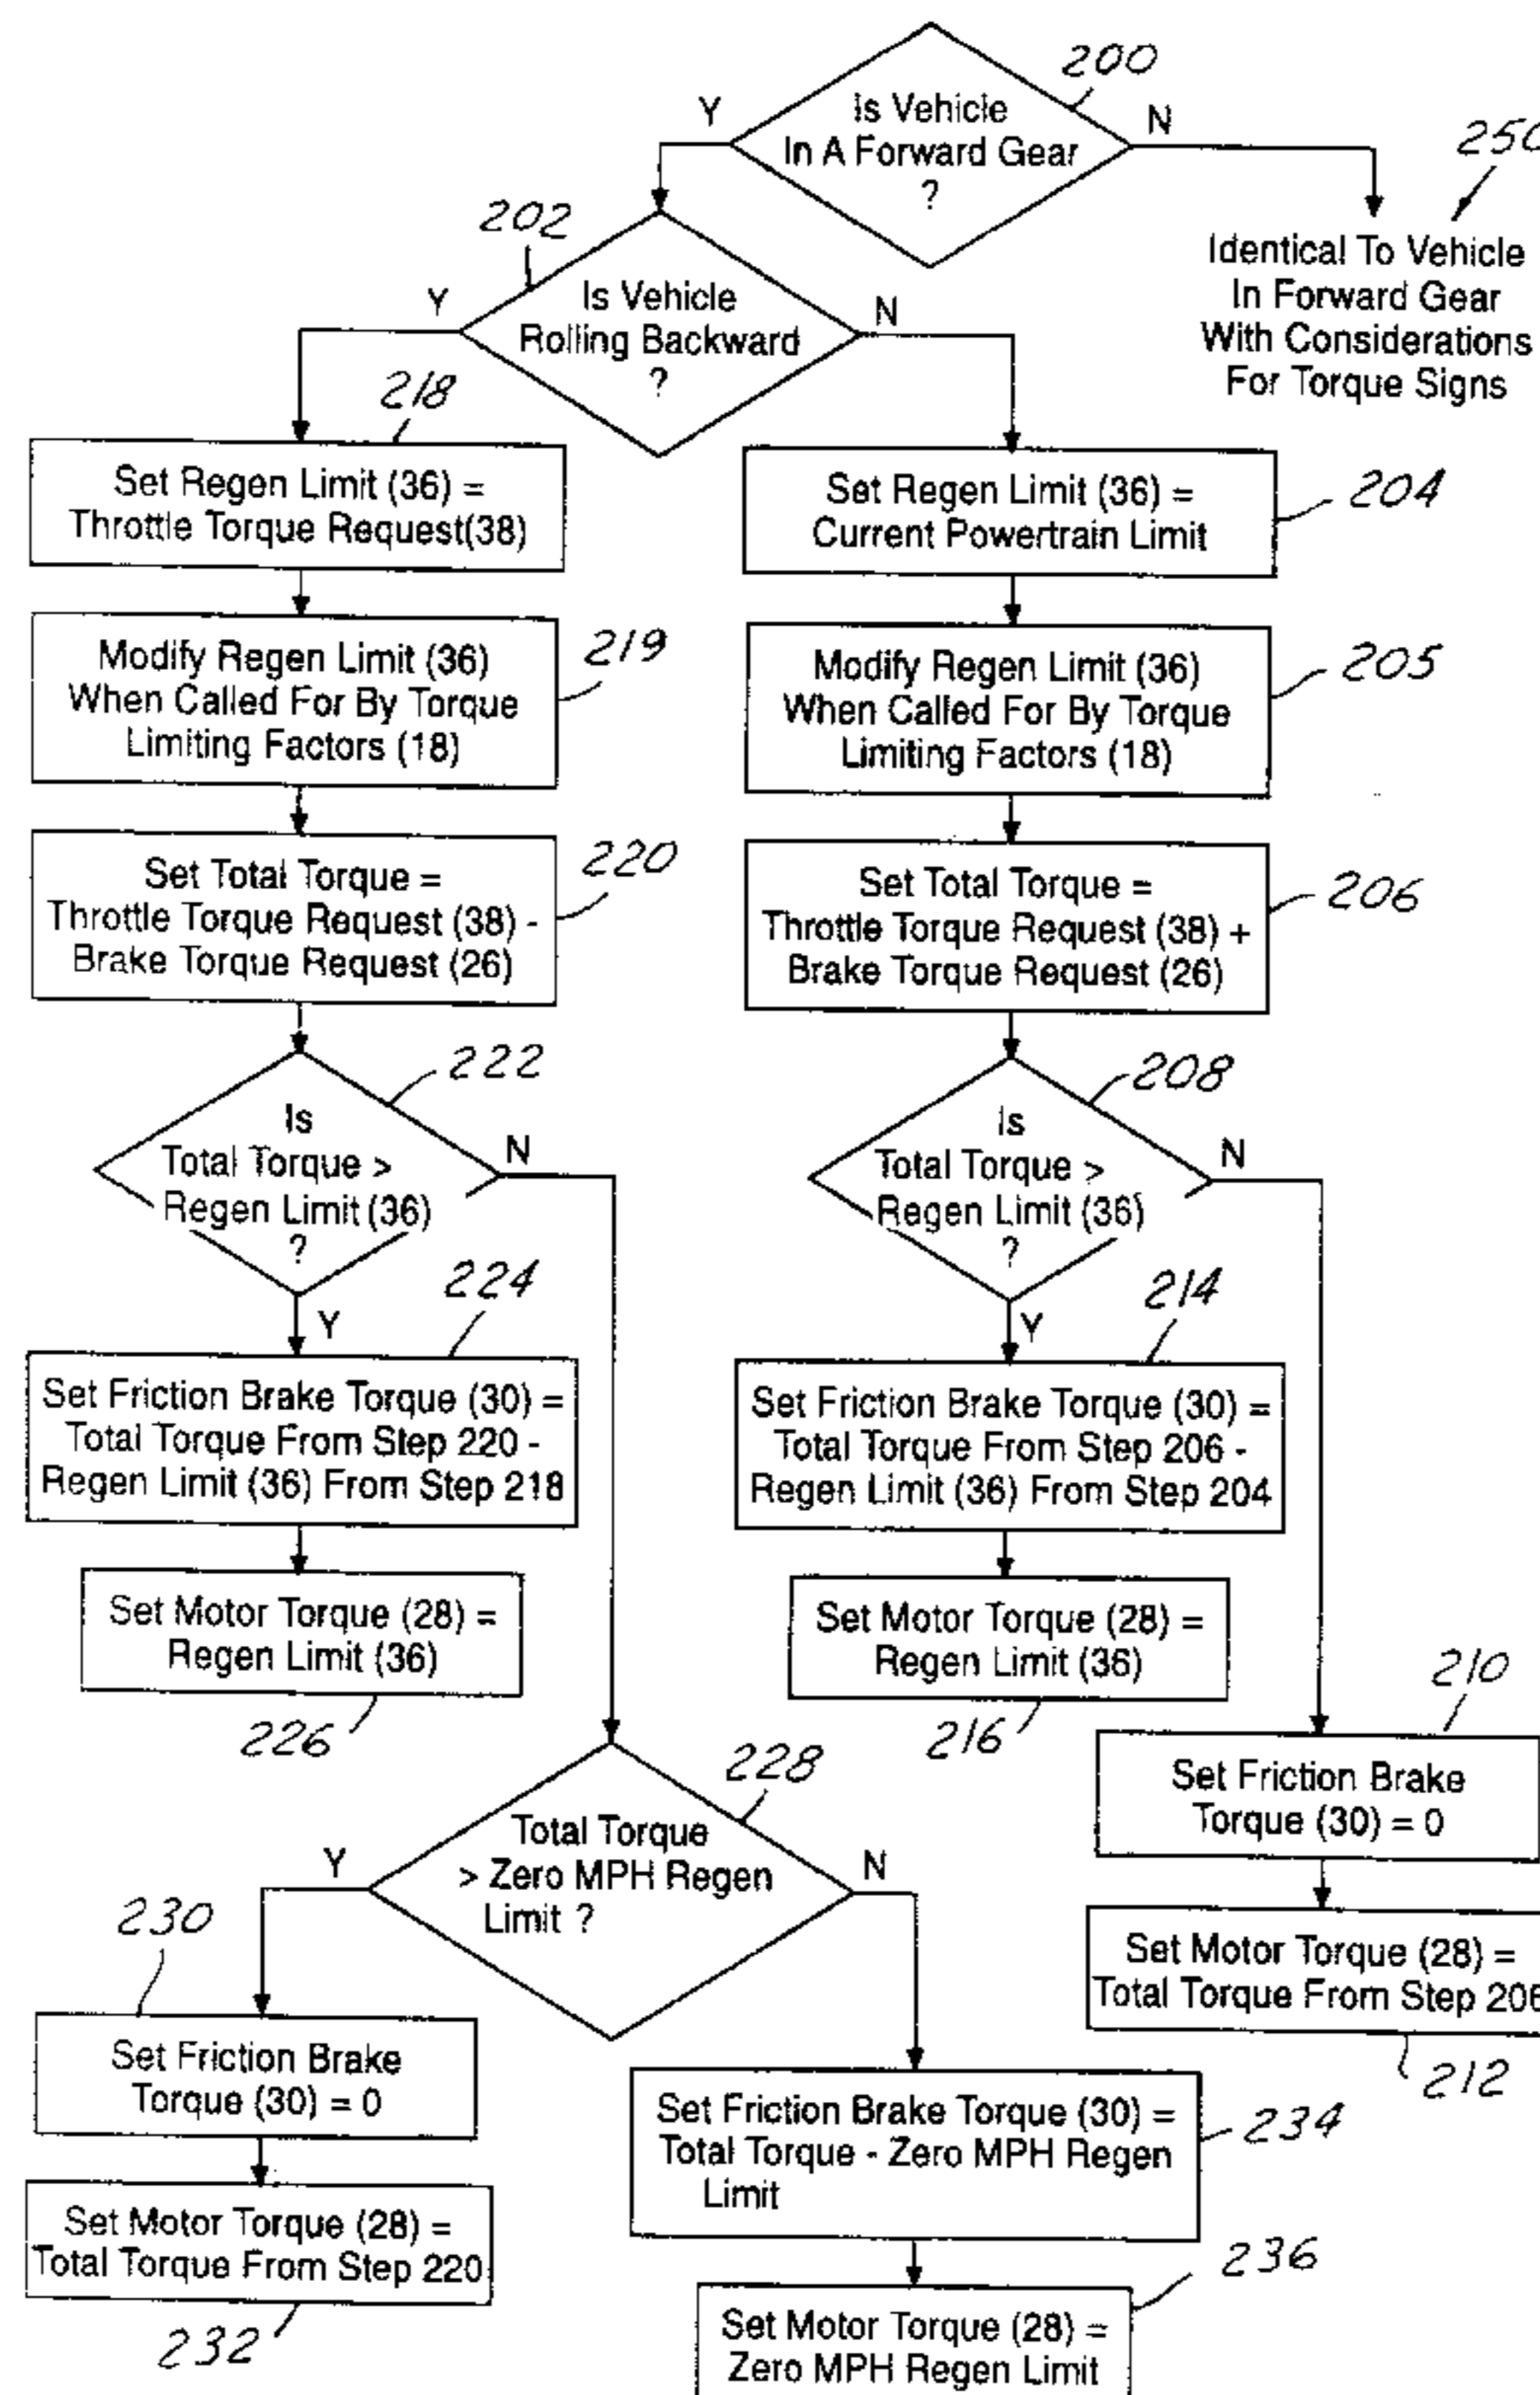 200
Y
Is Vehicle
In A Forward Gear
?
N
250
202
Y
Is Vehicle
Rolling Backward
?
N
Identical To Vehicle
In Forward Gear
With Considerations
For Torque Signs
218
Set Regen Limit (36) =
Throttle Torque Request(38)
Set Regen Limit (36) =
Current Powertrain Limit
204
Modify Regen Limit (36)
When Called For By Torque
Limiting Factors (18)
219
Modify Regen Limit (36)
When Called For By Torque
Limiting Factors (18)
205
Set Total Torque =
Throttle Torque Request (38) -
Brake Torque Request (26)
220
Set Total Torque =
Throttle Torque Request (38) +
Brake Torque Request (26)
206
222
Is
Total Torque >
Regen Limit (36)
?
N
Y
208
Is
Total Torque >
Regen Limit (36)
?
N
Y
224
Set Friction Brake Torque (30) =
Total Torque From Step 220 -
Regen Limit (36) From Step 218
214
Set Friction Brake Torque (30) =
Total Torque From Step 206 -
Regen Limit (36) From Step 204
Set Motor Torque (28) =
Regen Limit (36)
226
Set Motor Torque (28) =
Regen Limit (36)
216
210
Set Friction Brake
Torque (30) = 0
228
Y
Total Torque
> Zero MPH Regen
Limit ?
N
Set Motor Torque (28) =
Total Torque From Step 206
212
230
Set Friction Brake
Torque (30) = 0
Set Friction Brake Torque (30) =
Total Torque - Zero MPH Regen
Limit
234
Set Motor Torque (28) =
Total Torque From Step 220
232
236
Set Motor Torque (28) =
Zero MPH Regen Limit